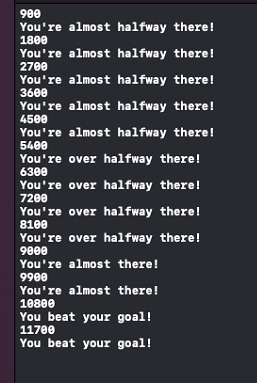 900
You're almost halfway there!
1800
You're almost halfway there!
2700
You're almost halfway there!
3600
You're almost halfway there!
4500
You're almost halfway there!
5400
You're over halfway there!
6300
You're over halfway there!
7200
You're over halfway there!
8100
You're over halfway there!
9000
You're almost there!
9900
You're almost there!
10800
You beat your goal!
11700
You beat your goal!